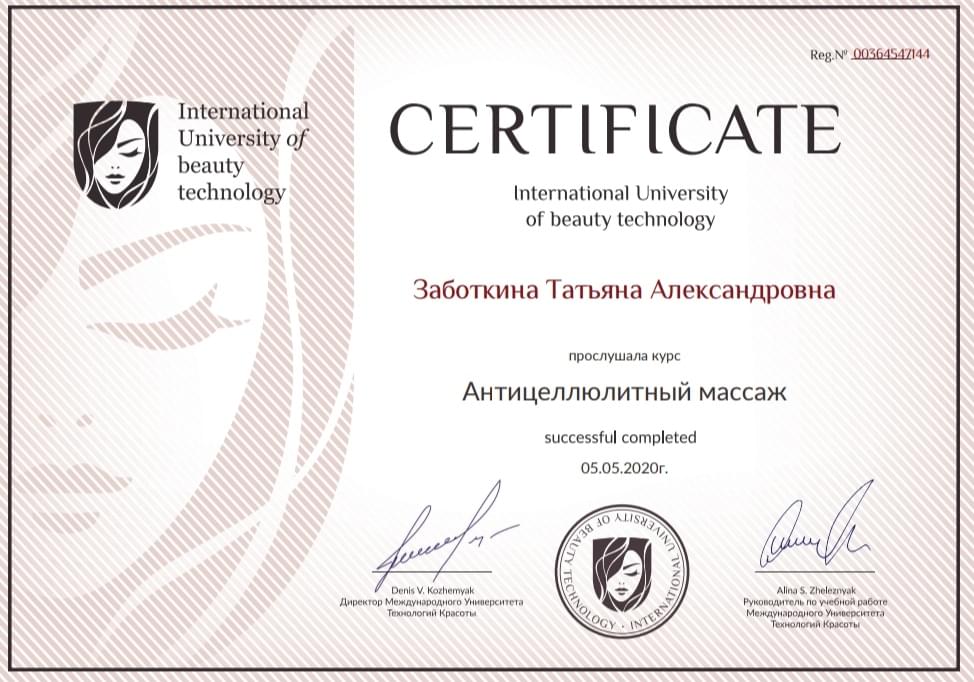 Reg.№ 00364547144
International
University of
beauty
technology
CERTIFICATE
International University
of beauty technology
Заботкина Татьяна Александровна
прослушала курс
Антицеллюлитный массаж
successful completed
05.05.2020г.
Denis V. Kozhemyak
Директор Международного Университета
Технологий Красоты
INTERNATIONAL UNIVERSITY OF BEAUTY TECHNOLOGY ·
Alina S. Zheleznyak
Руководитель по учебной работе
Международного Университета
Технологий Красоты